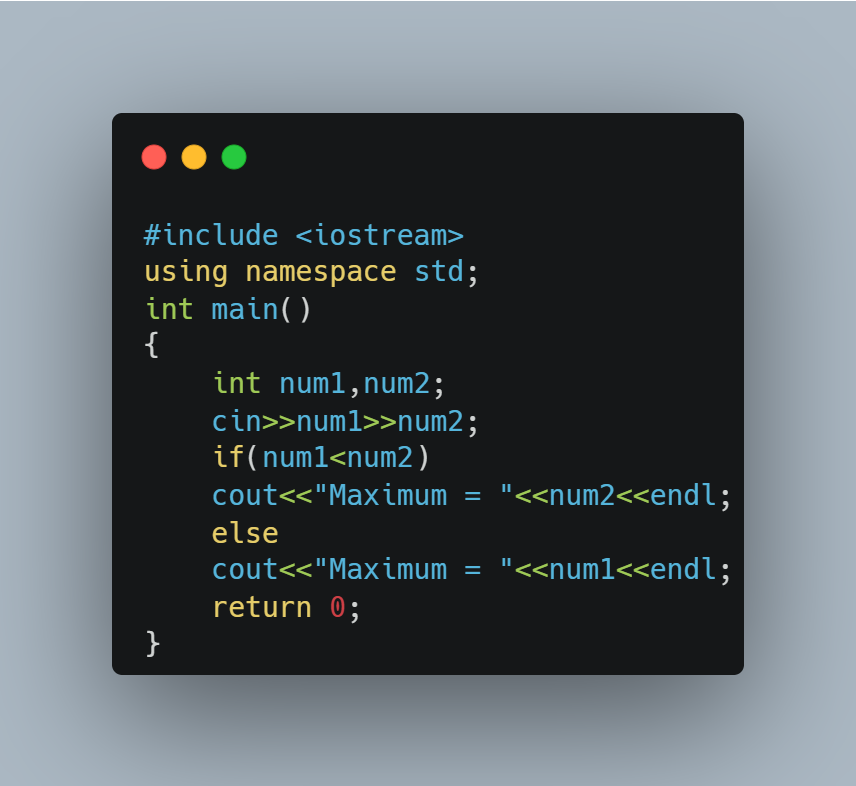 #include <iostream>
using namespace std;
int main()
{
    int num1,num2;
    cin>>num1>>num2;
    if(num1<num2)
    cout<<"Maximum = "<<num2<<endl;
    else
    cout<<"Maximum = "<<num1<<endl;
    return 0;
}